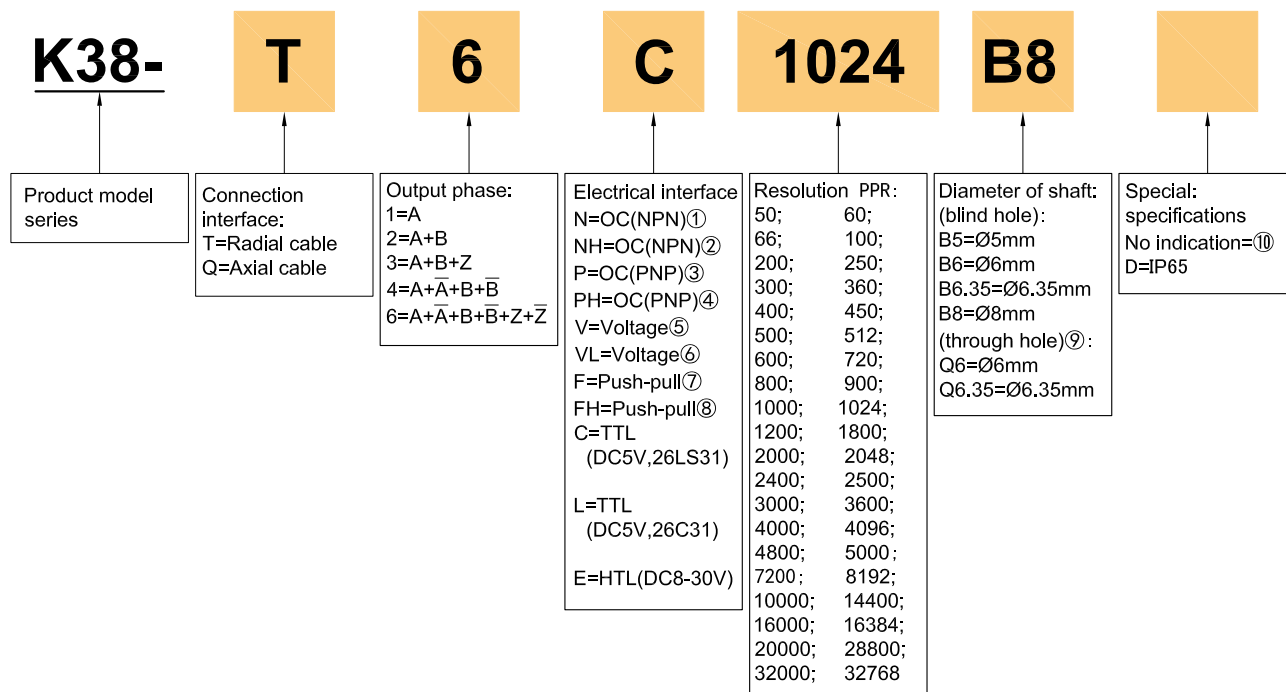 K38- T 6 C 1024 B8
Product model
series
Connection
interface:
T=Radial cable
Q=Axial cable
Output phase:
1=A
2=A+B
3=A+B+Z
4=A+A̅+B+B̅
6=A+A̅+B+B̅+Z+Z̅
Electrical interface
N=OC(NPN)①
NH=OC(NPN)②
P=OC(PNP)③
PH=OC(PNP)④
V=Voltage⑤
VL=Voltage⑥
F=Push-pull⑦
FH=Push-pull⑧
C=TTL
(DC5V,26LS31)
L=TTL
(DC5V,26C31)
E=HTL(DC8-30V)
Resolution PPR:
50; 60;
66; 100;
200; 250;
300; 360;
400; 450;
500; 512;
600; 720;
800; 900;
1000; 1024;
1200; 1800;
2000; 2048;
2400; 2500;
3000; 3600;
4000; 4096;
4800; 5000;
7200; 8192;
10000; 14400;
16000; 16384;
20000; 28800;
32000; 32768
Diameter of shaft:
(blind hole):
B5=Ø5mm
B6=Ø6mm
B6.35=Ø6.35mm
B8=Ø8mm
(through hole)⑨:
Q6=Ø6mm
Q6.35=Ø6.35mm
Special:
specifications
No indication=⑩
D=IP65